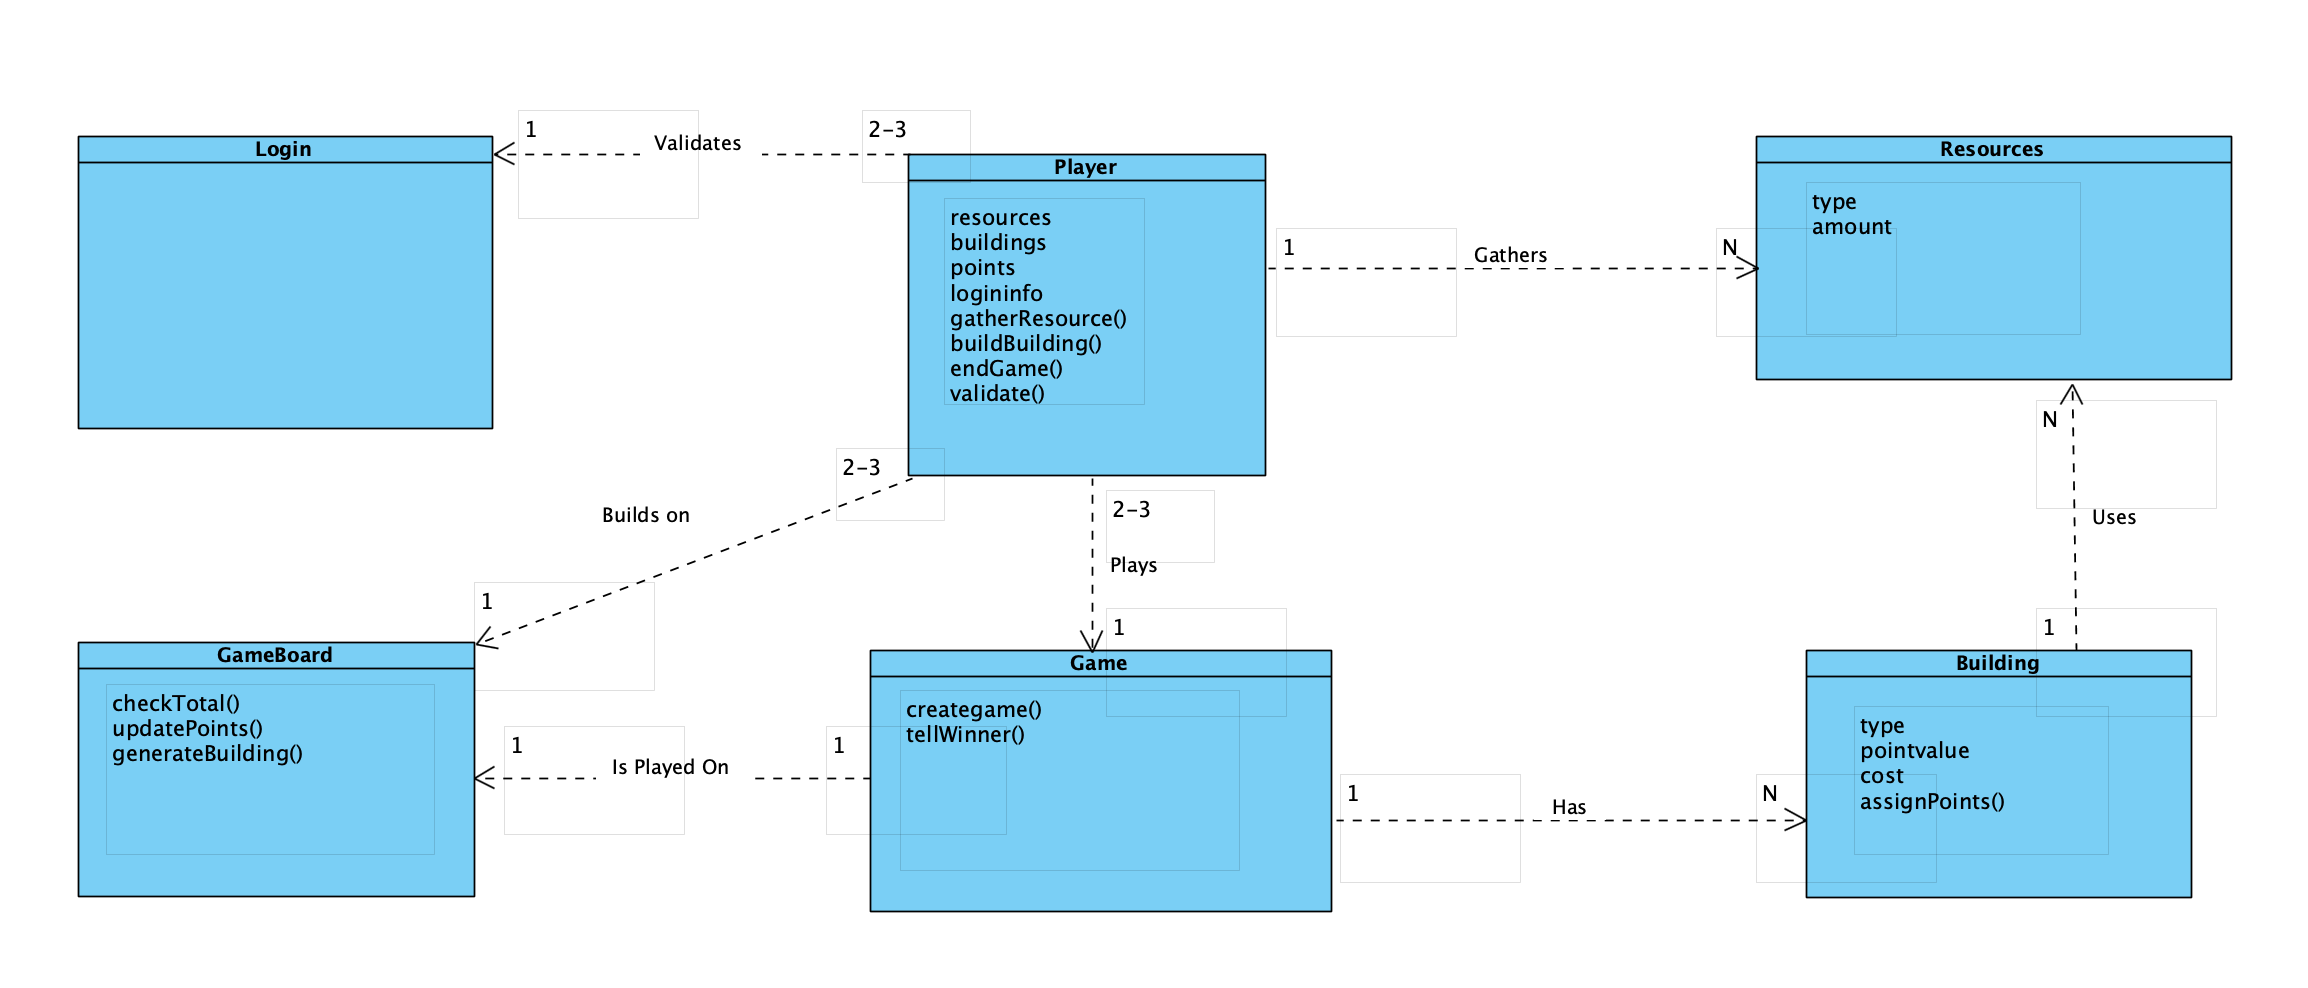 Login
1
Validates
2-3
Player
resources
buildings
points
logininfo
gatherResource()
buildBuilding()
endGame()
validate()
1
Gathers
N
Resources
type
amount
2-3
Builds on
1
2-3
Plays
1
N
Uses
1
GameBoard
checkTotal()
updatePoints()
generateBuilding()
1
Is Played On
1
Game
creategame()
tellWinner()
1
Has
N
Building
type
pointvalue
cost
assignPoints()